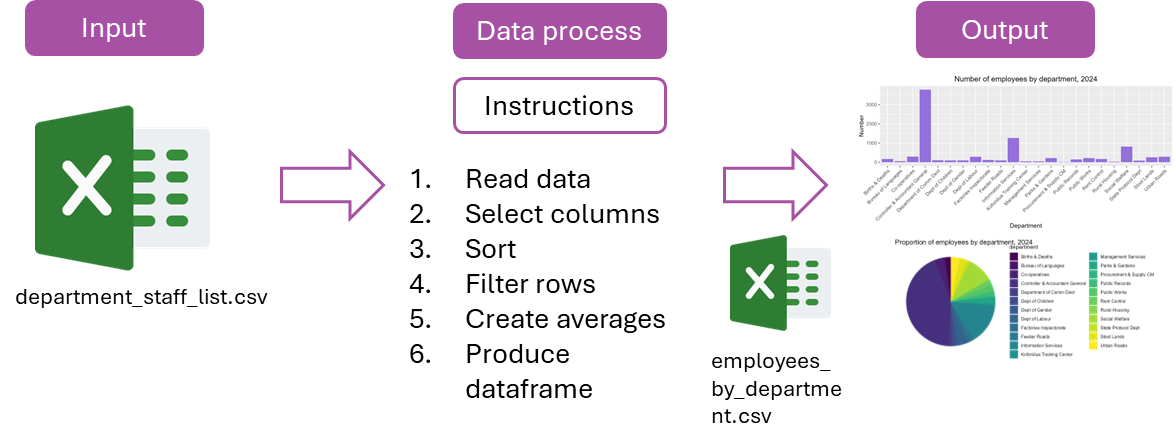 Input
Data process
Output
Instructions
1. Read data
2. Select columns
3. Sort
4. Filter rows
5. Create averages
6. Produce
dataframe
department_staff_list.csv
employees_
by_departme
nt.csv
Number of employees by department, 2024
Number
3000
2000
1000
0
Births & Deaths
Bureau of Languages
Co-operatives
Controller & Accountant General
Department of Comm Devt
Dept of Children
Dept of Gender
Dept of Labour
Factories Inspectorate
Feeder Roads
Information Services
Kofoniclus Training Center
Management Services
Parks & Gardens
Procurement & Supply CM
Public Records
Public Works
Rent Control
Rural Housing
Social Welfare
State Protocol Dept
Stool Lands
Urban Roads
Department
Proportion of employees by department, 2024
department
Births & Deaths
Bureau of Languages
Co-operatives
Controller & Accountant General
Department of Comm Devt
Dept of Children
Dept of Gender
Dept of Labour
Factories Inspectorate
Feeder Roads
Information Services
Training Center
Management Services
Parks & Gardens
Procurement & Supply CM
Public Records
Public Works
Rent Control
Rural Housing
Social Welfare
State Protocol Dept
Stool Lands
Urban Roads